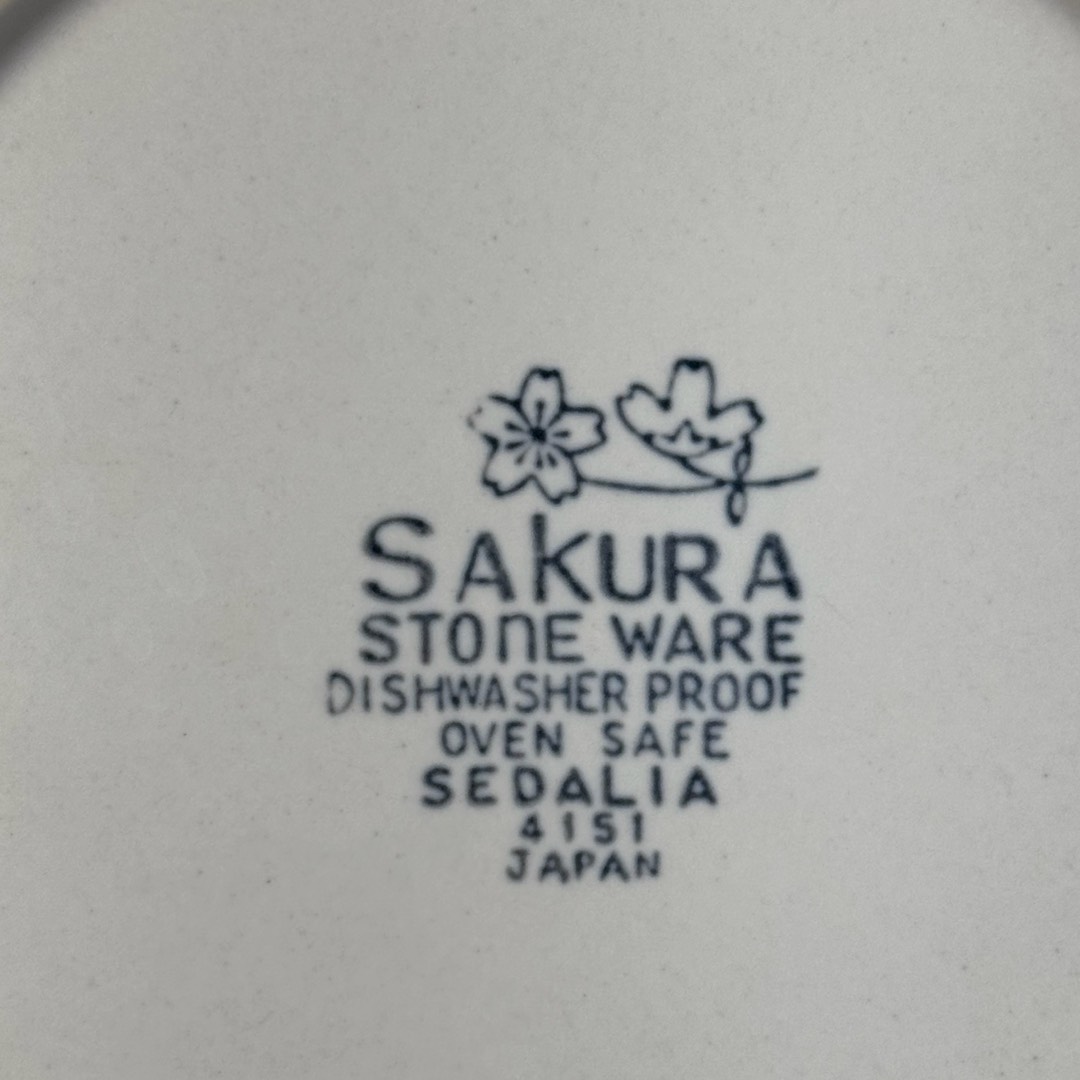 SAKURA
STONE WARE
DISHWASHER PROOF
OVEN SAFE
SEDALIA
4151
JAPAN